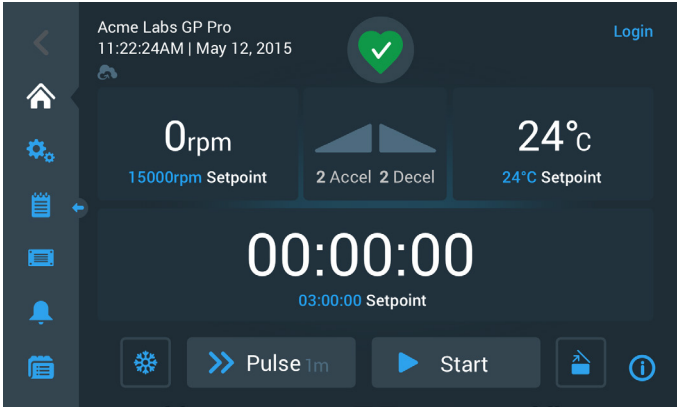 Acme Labs GP Pro
Login
11:22:24AM | May 12, 2015
0rpm
24°C
15000rpm Setpoint
2 Accel 2 Decel
24°C Setpoint
00:00:00
03:00:00 Setpoint
Pulse 1m
Start